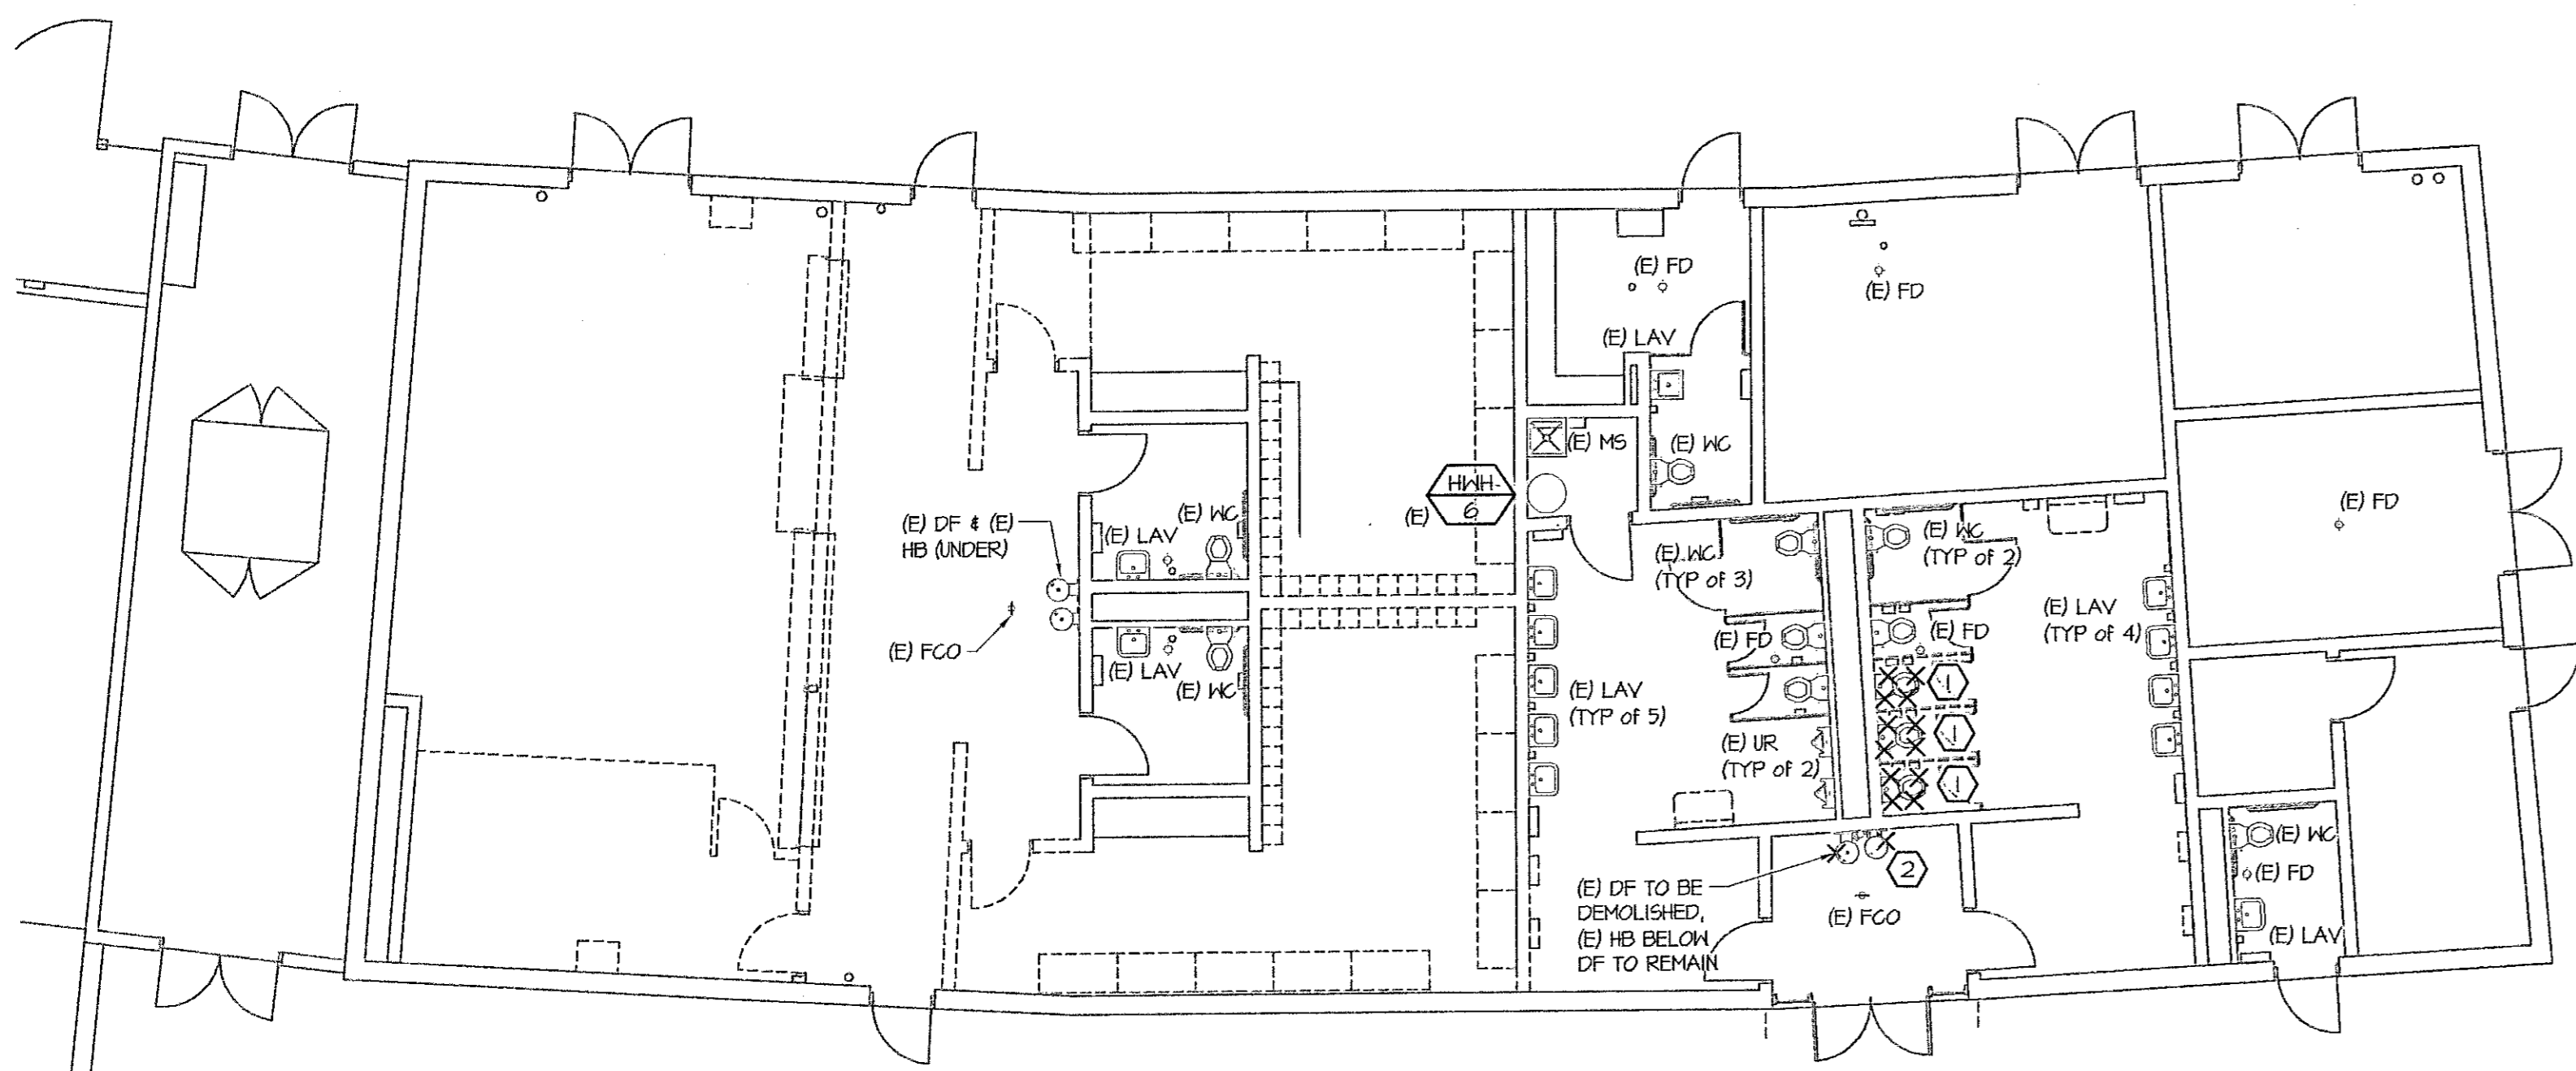 (E) FD
(E) FD
(E) LAV
(E) MS
(E) WC
HWH-
6
(E)
(E) DF & (E)
HB (UNDER)
(E) LAV
(E) WC
(E) FCO
(E) LAV
(E) WC
(E) WC
(TYP of 3)
(E) WC
(TYP of 2)
(E) FD
(E) LAV
(TYP of 4)
(E) FD
(E) FD
(E) LAV
(TYP of 5)
(E) UR
(TYP of 2)
1
1
1
(E) DF TO BE
DEMOLISHED,
(E) HB BELOW
DF TO REMAIN
2
(E) FCO
(E) WC
(E) FD
(E) LAV